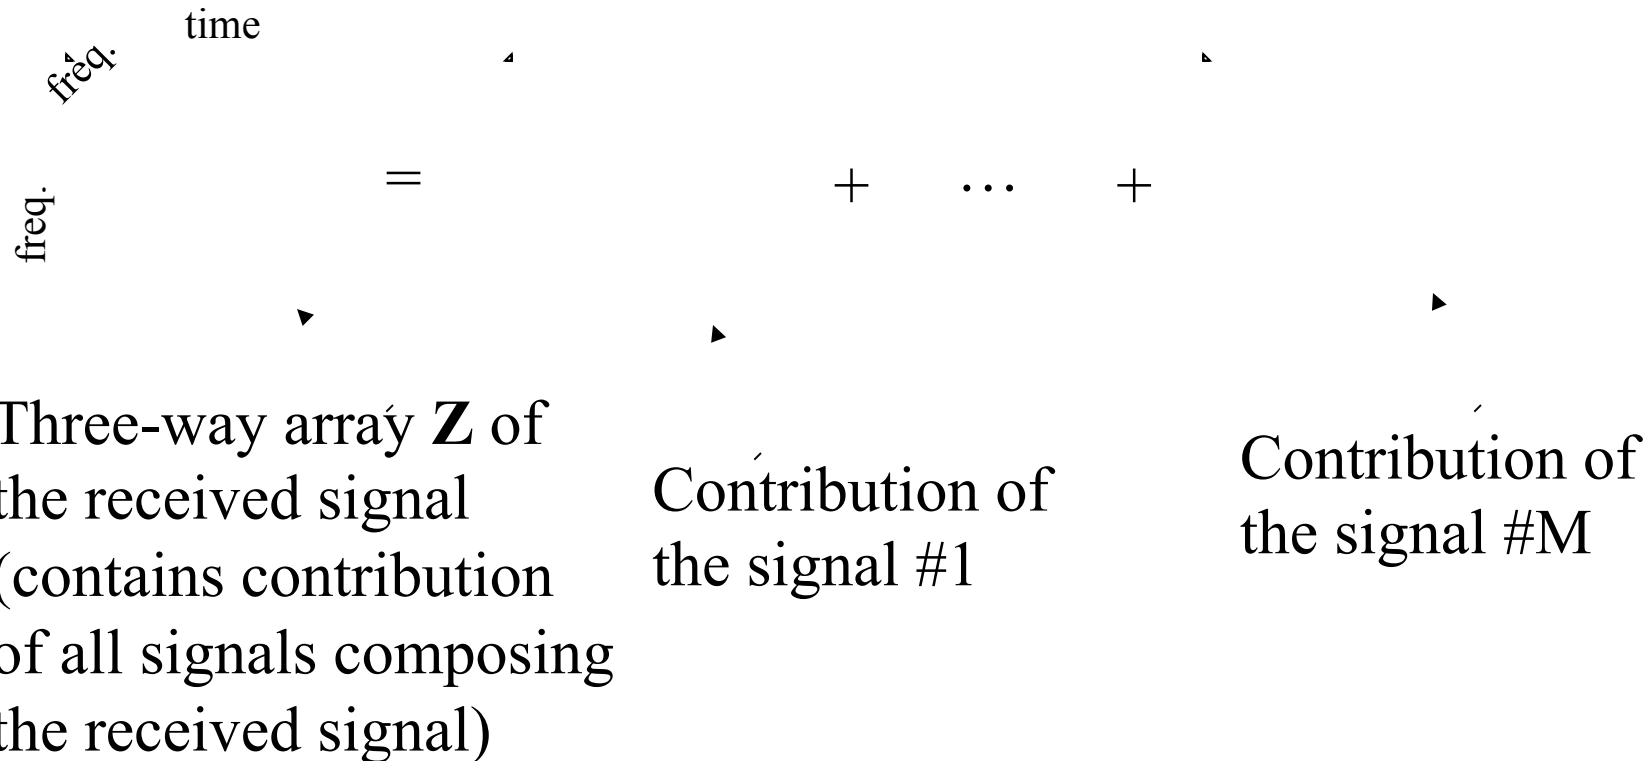 time
freq.
freq.
= + ... +
Three-way array Z of
the received signal
(contains contribution
of all signals composing
the received signal)
Contribution of
the signal #1
Contribution of
the signal #M